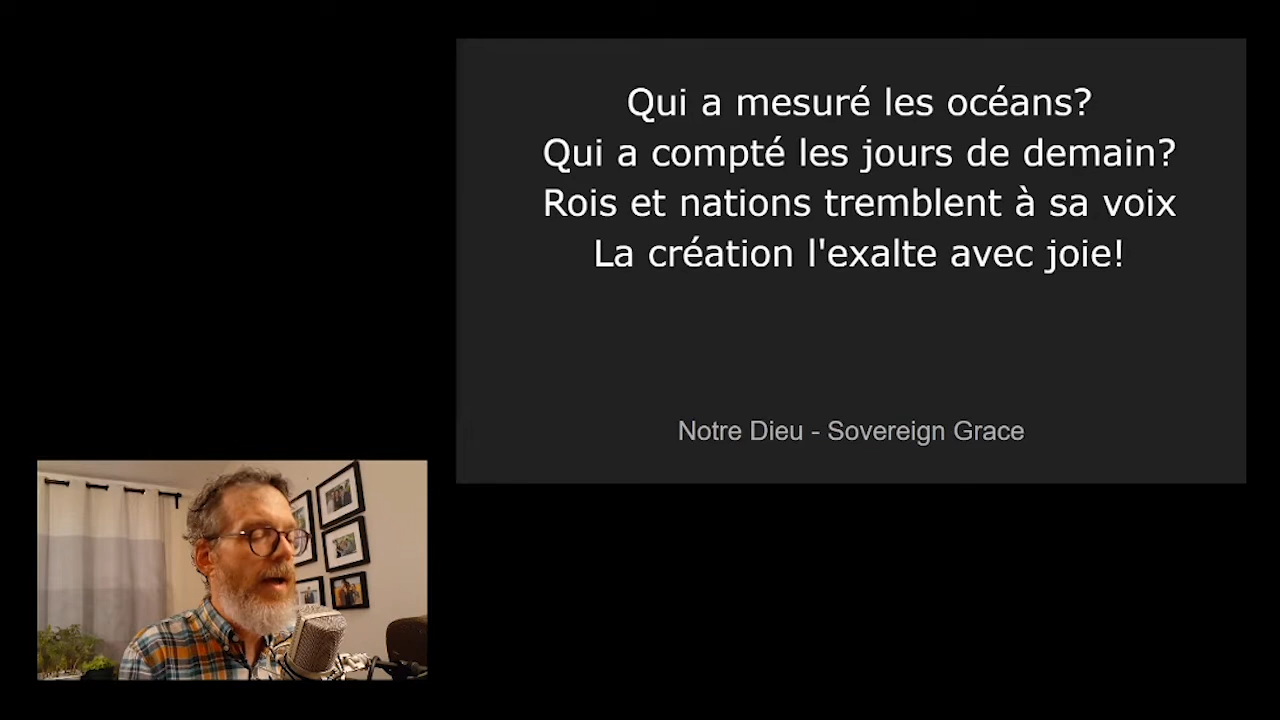 Qui a mesuré les océans?
Qui a compté les jours de demain?
Rois et nations tremblent à sa voix
La création l'exalte avec joie!
Notre Dieu - Sovereign Grace